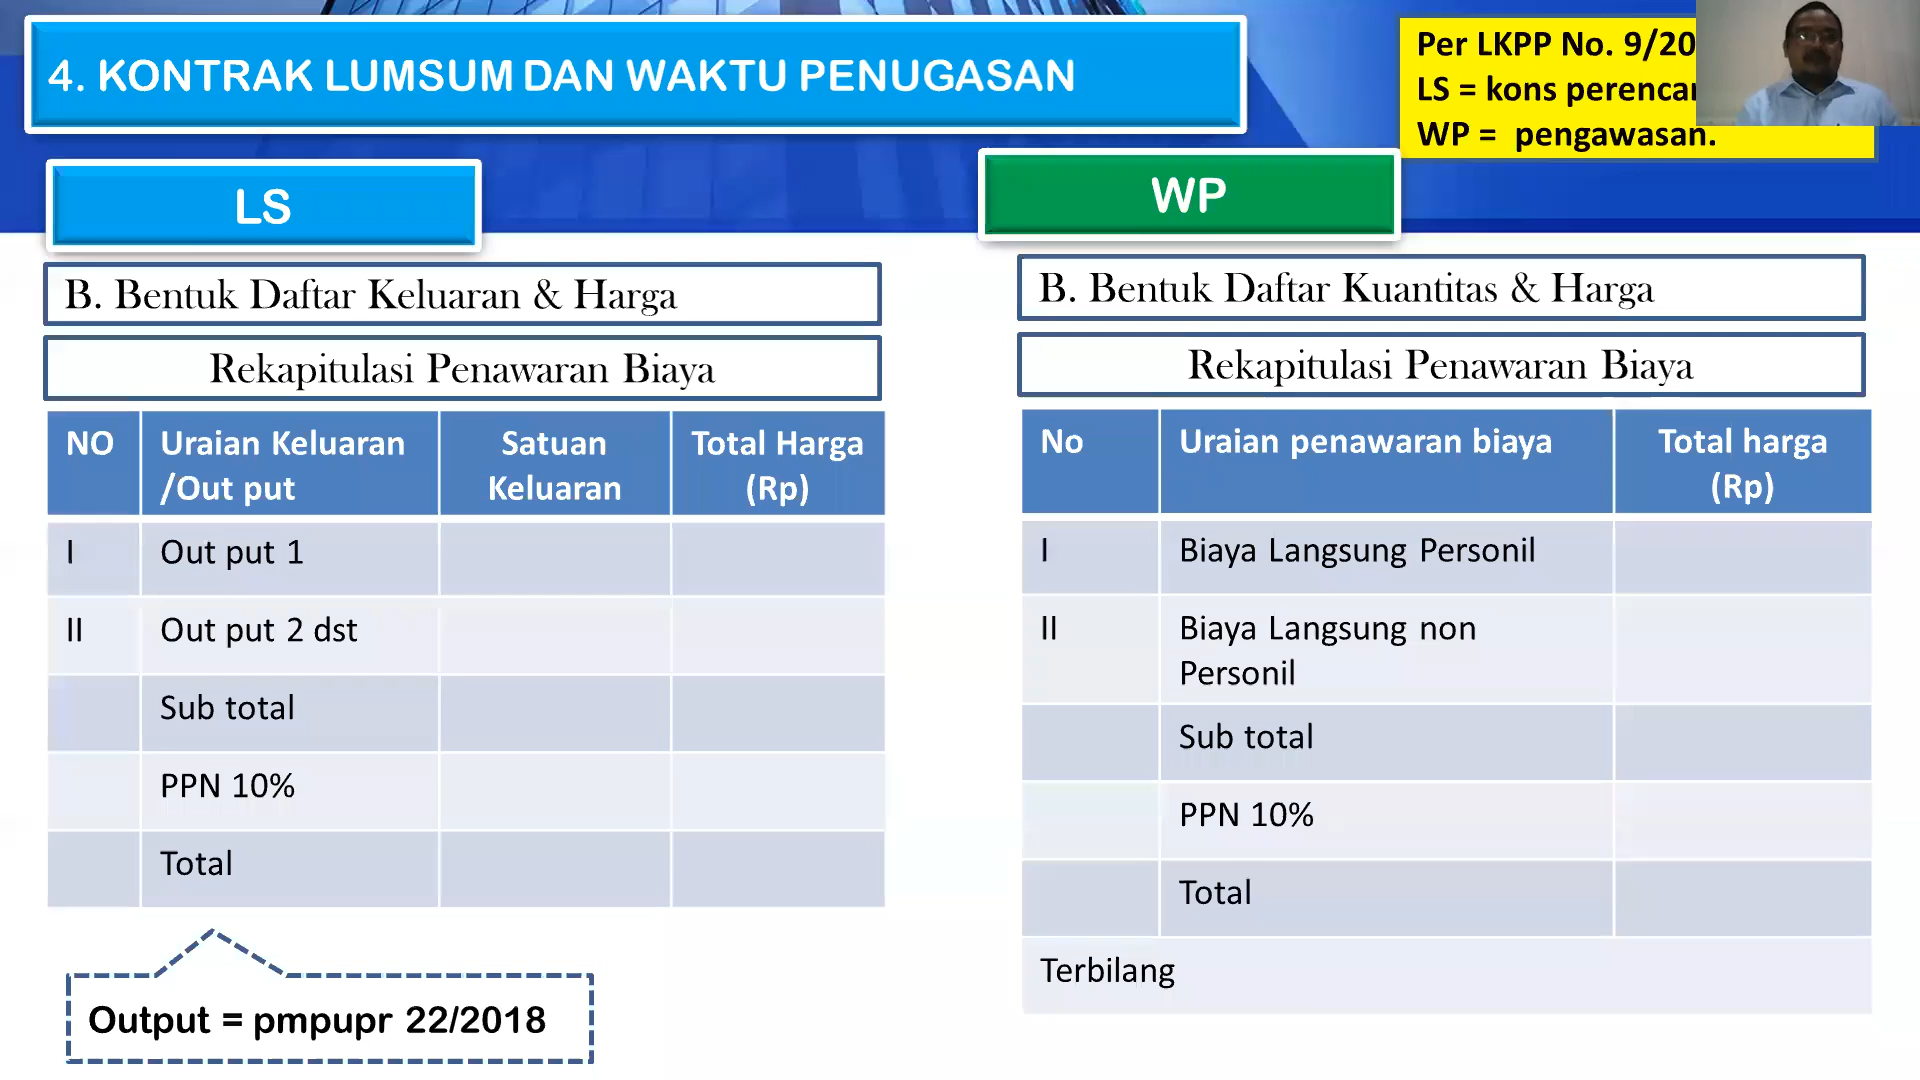 4. KONTRAK LUMSUM DAN WAKTU PENUGASAN
Per LKPP No.
LS = kons
WP = pengawasan.
LS
B. Bentuk Daftar Keluaran & Harga
Rekapitulasi Penawaran Biaya
NO Uraian Keluaran /Out put Satuan Keluaran Total Harga (Rp)
I Out put 1
II Out put 2 dst
Sub total
PPN 10%
Total
Output = pmpupr 22/2018
WP
B. Bentuk Daftar Kuantitas & Harga
Rekapitulasi Penawaran Biaya
No Uraian penawaran biaya Total harga (Rp)
I Biaya Langsung Personil
II Biaya Langsung non
Personil
Sub total
PPN 10%
Total
Terbilang